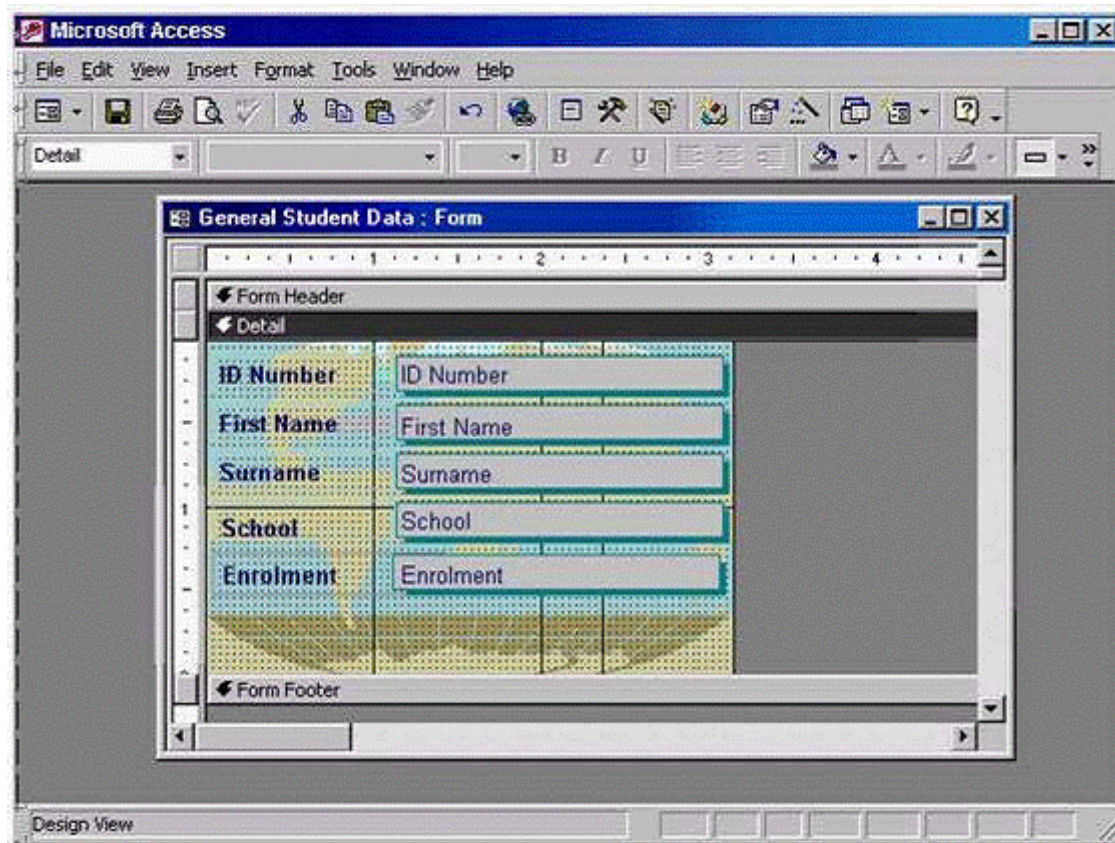 Microsoft Access
File Edit View Insert Format Tools Window Help
Detail B I U
General Student Data : Form
1 2 3 4
Form Header
Detail
ID Number ID Number
First Name First Name
Surname Surname
1
School School
Enrolment Enrolment
Form Footer
Design View